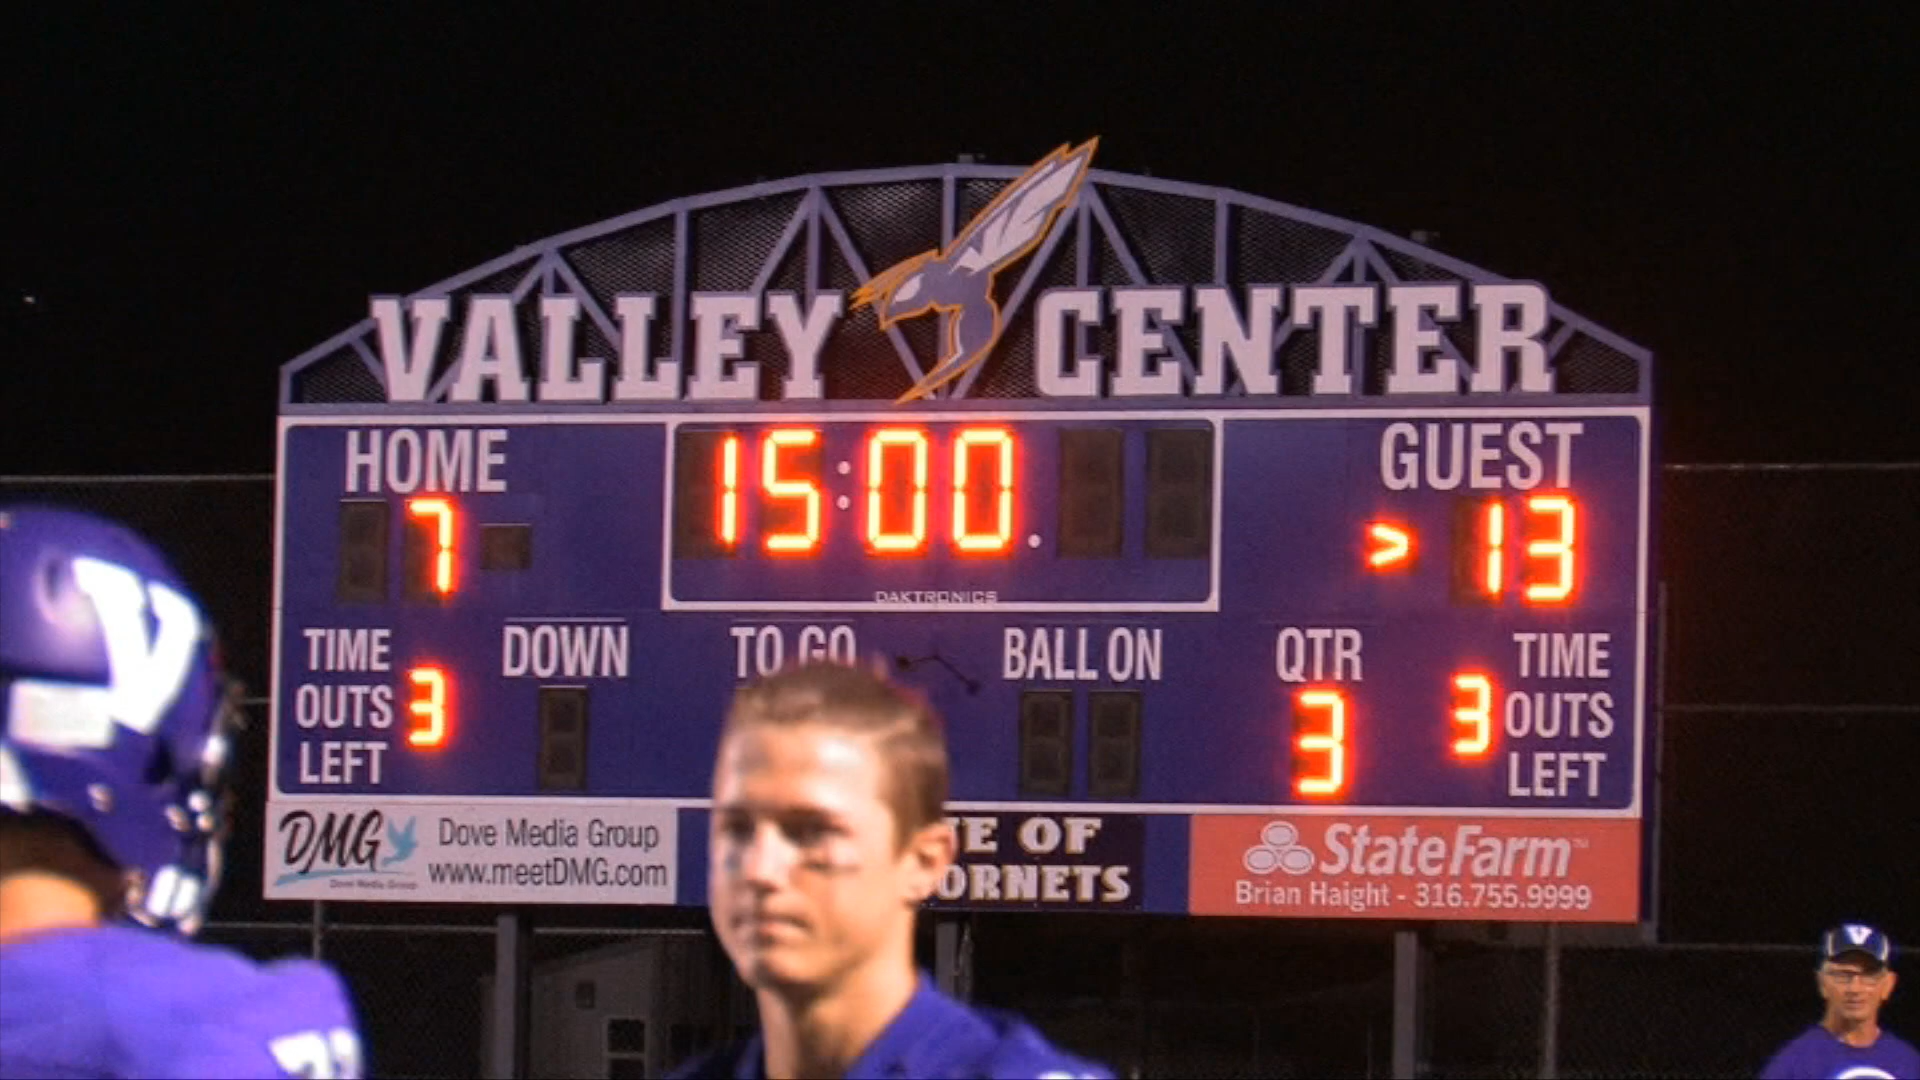 VALLEY CENTER
HOME 15:00. GUEST
7 > 13
DAKTRONICS
TIME OUTS LEFT 3
DOWN
TO GO
BALL ON
QTR 3
3 TIME OUTS LEFT
DMG
Dove Media Group
Dove Media Group
www.meetDMG.com
OF
StateFarm™
Brian Haight - 316.755.9999
V
V